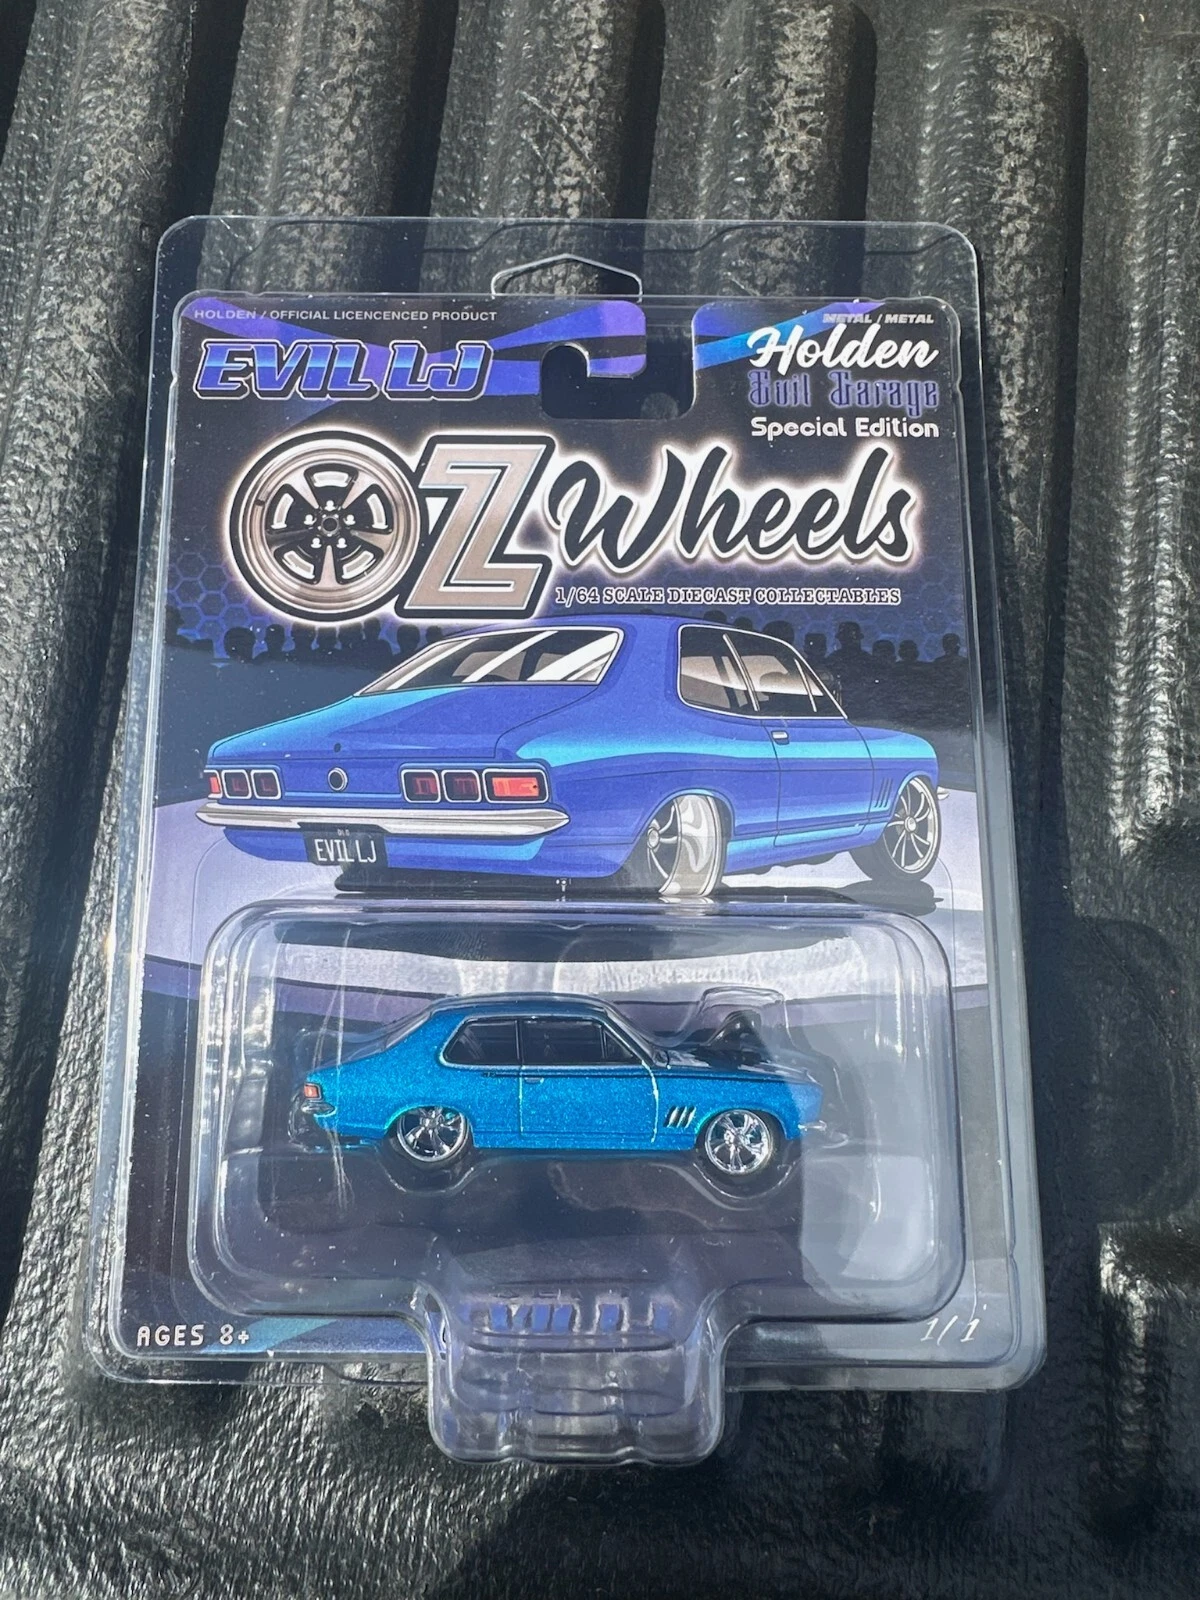 HOLDEN / OFFICIAL LICENCENCED PRODUCT
METAL / METAL
EVIL LJ
Holden
Evil Garage
Special Edition
OZ Wheels
1/64 SCALE DIECAST COLLECTABLES
EVIL LJ
AGES 8+
1/1